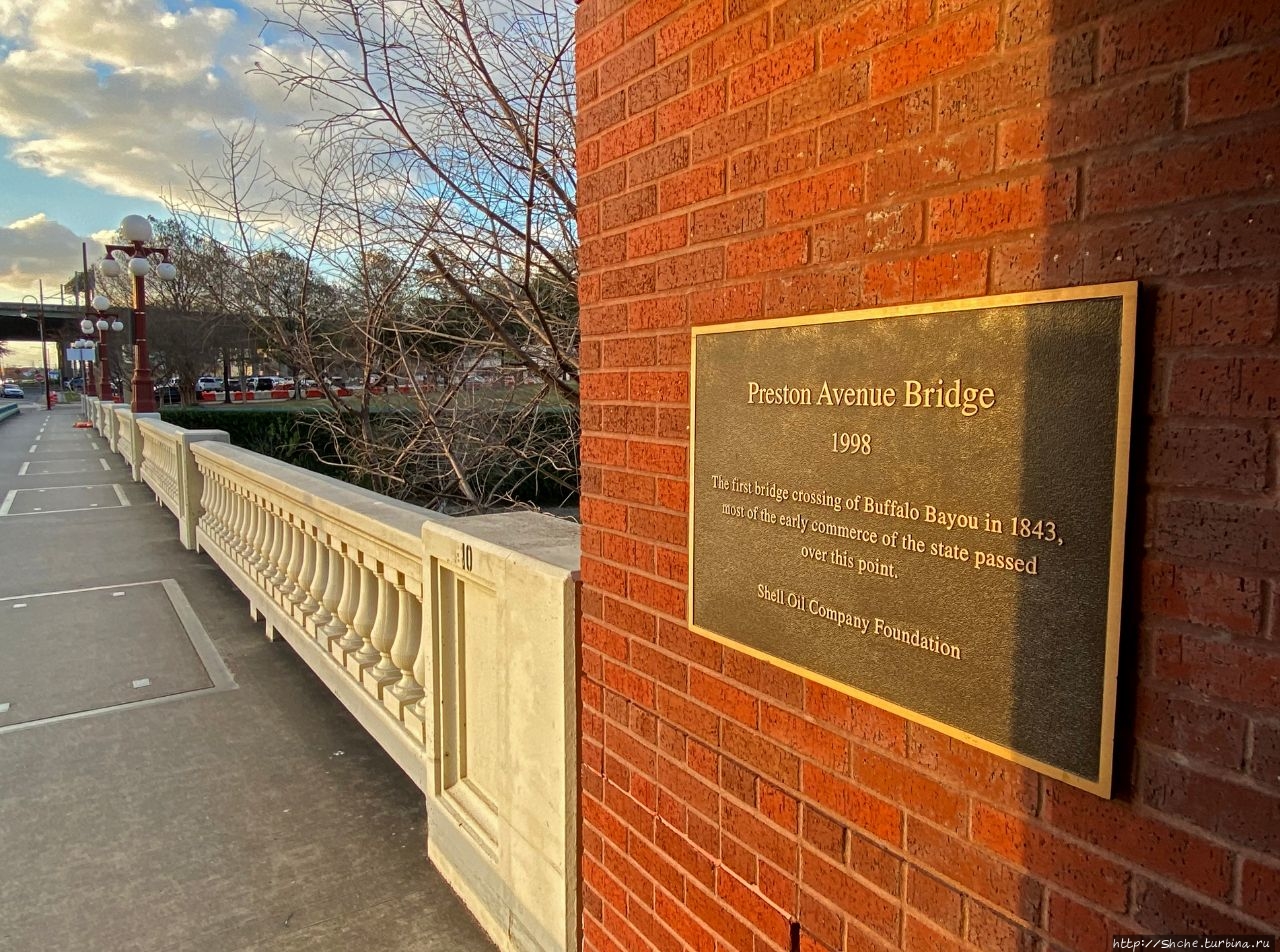 Preston Avenue Bridge
1998
The first bridge crossing of Buffalo Bayou in 1843,
most of the early commerce of the state passed
over this point.
Shell Oil Company Foundation
10
http://Shche.turbina.ru